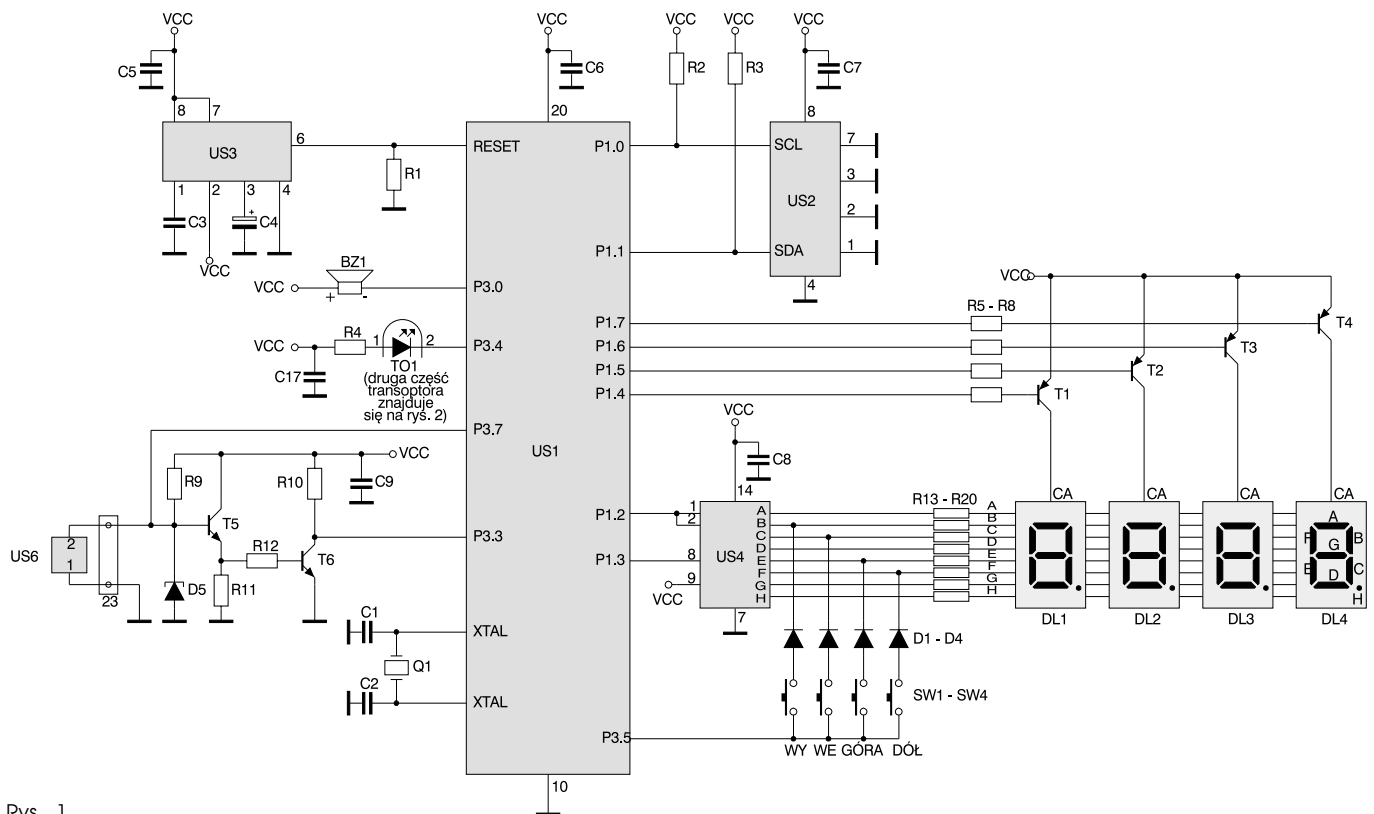 VCC VCC VCC VCC VCC
C5 C6 R2 R3 C7
8 7 20 8
US3 6 RESET P1.0 SCL 7
R1 3
1 2 3 4 US2 2
C3 + C4 P1.1 SDA 1
VCC 4
BZ1
VCC + - P3.0
VCC R4 1 2 P3.4
C17 TO1
(druga część
transoptora
znajduje
się na rys. 2)
VCC
R5 - R8
P1.7 T4
P1.6 T3
P1.5 T2
P1.4 T1
P3.7 US1
VCC
R9 R10 C9
VCC
C8
14
T5 P3.3
US6 2
1
23
D5 R11 R12 T6
P1.2 1 2 A B C D E F G H
P1.3 8 US4
VCC 9
7
R13 - R20
A
B
C
D
E
F
G
H
CA CA CA CA
A
F B
G
E C
D
H
DL1 DL2 DL3 DL4
C1 XTAL
Q1
C2 XTAL
D1 - D4
SW1 - SW4
P3.5
WY WE GÓRA DÓŁ
10
Rys. 1